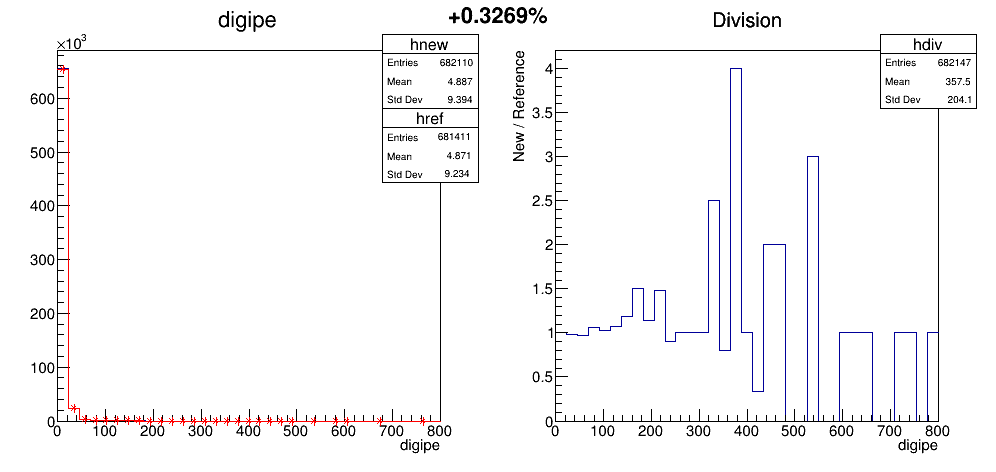 +0.3269%
digipe
×10³
hnew
Entries 682110
Mean 4.887
Std Dev 9.394
href
Entries 681411
Mean 4.871
Std Dev 9.234
600
500
400
300
200
100
0
0 100 200 300 400 500 600 700 800
digipe
Division
hdiv
Entries 682147
Mean 357.5
Std Dev 204.1
New / Reference
4
3.5
3
2.5
2
1.5
1
0.5
0
0 100 200 300 400 500 600 700 800
digipe